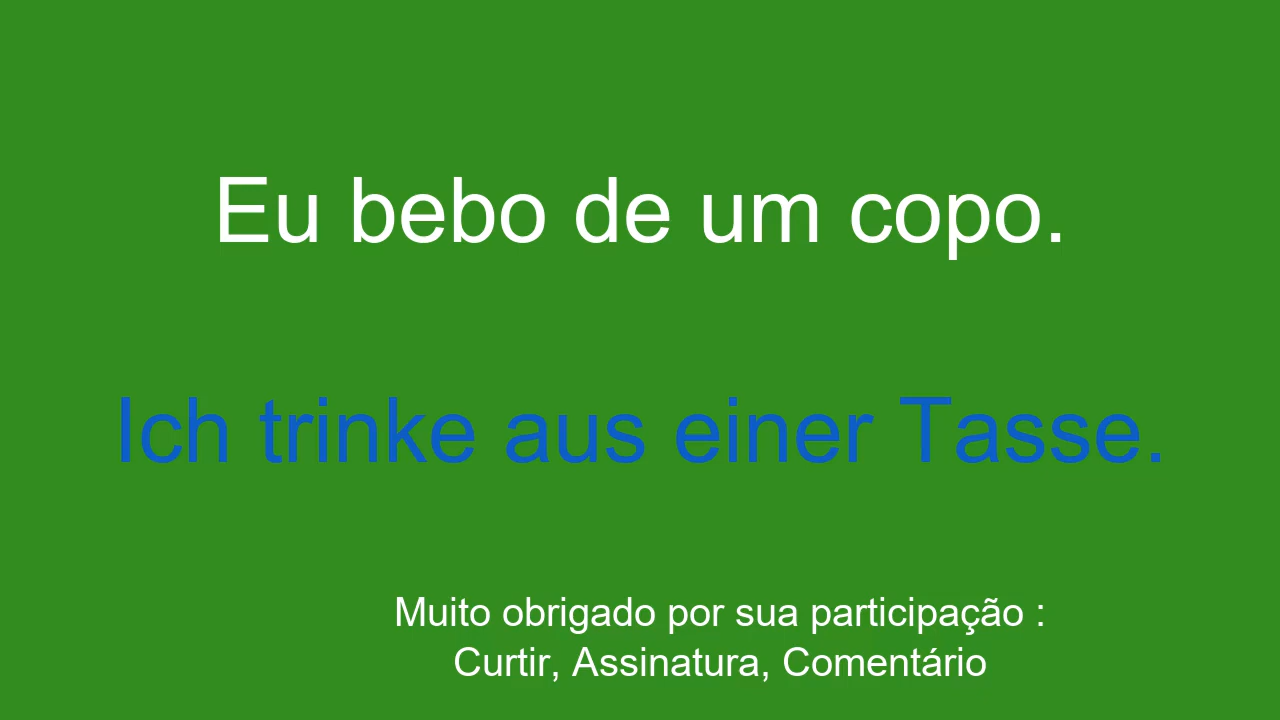 Eu bebo de um copo.
Ich trinke aus einer Tasse.
Muito obrigado por sua participação :
Curtir, Assinatura, Comentário